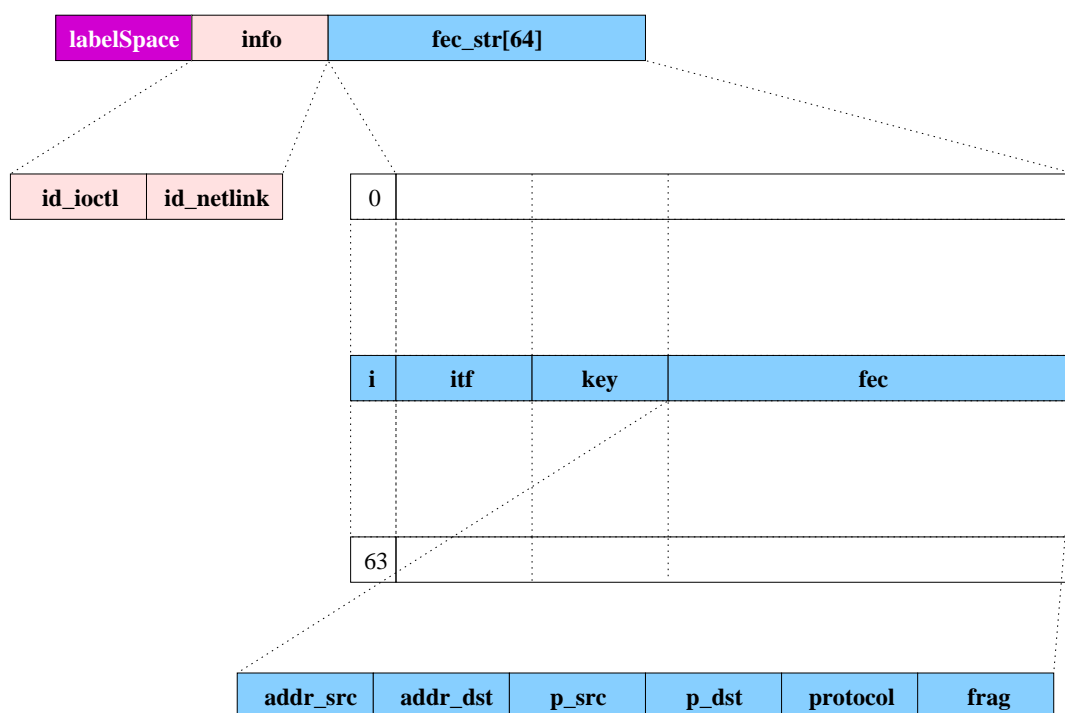 labelSpace info fec_str[64]
id_ioctl id_netlink 0
i itf key fec
63
addr_src addr_dst p_src p_dst protocol frag